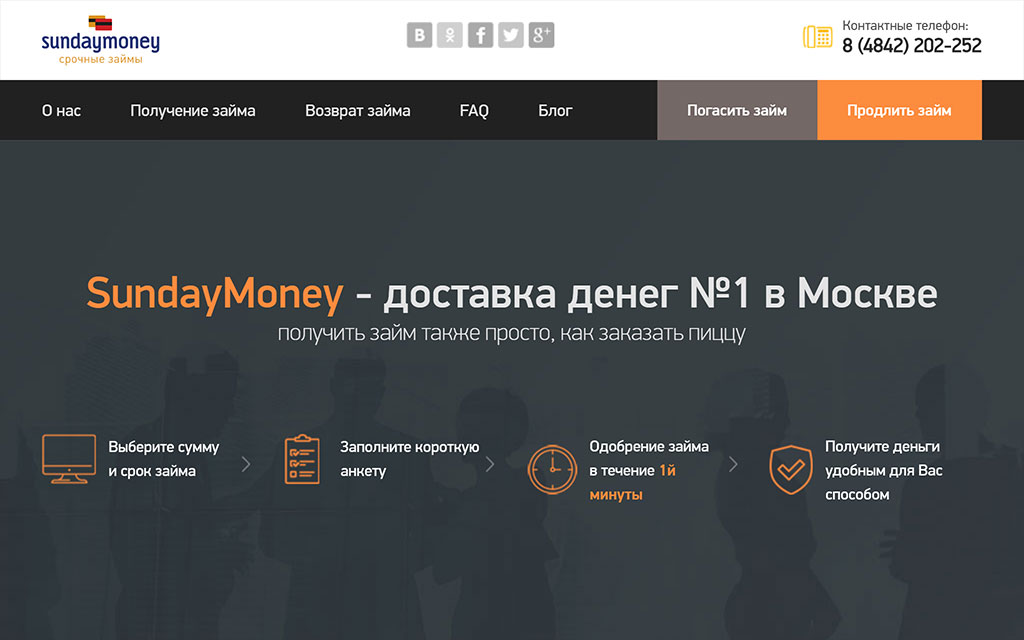 sundaymoney
срочные займы
Контактные телефон:
8 (4842) 202-252
О нас
Получение займа
Возврат займа
FAQ
Блог
Погасить займ
Продлить займ
SundayMoney - доставка денег №1 в Москве
получить займ также просто, как заказать пиццу
Выберите сумму
и срок займа
Заполните короткую
анкету
Одобрение займа
в течение 1й
минуты
Получите деньги
удобным для Вас
способом